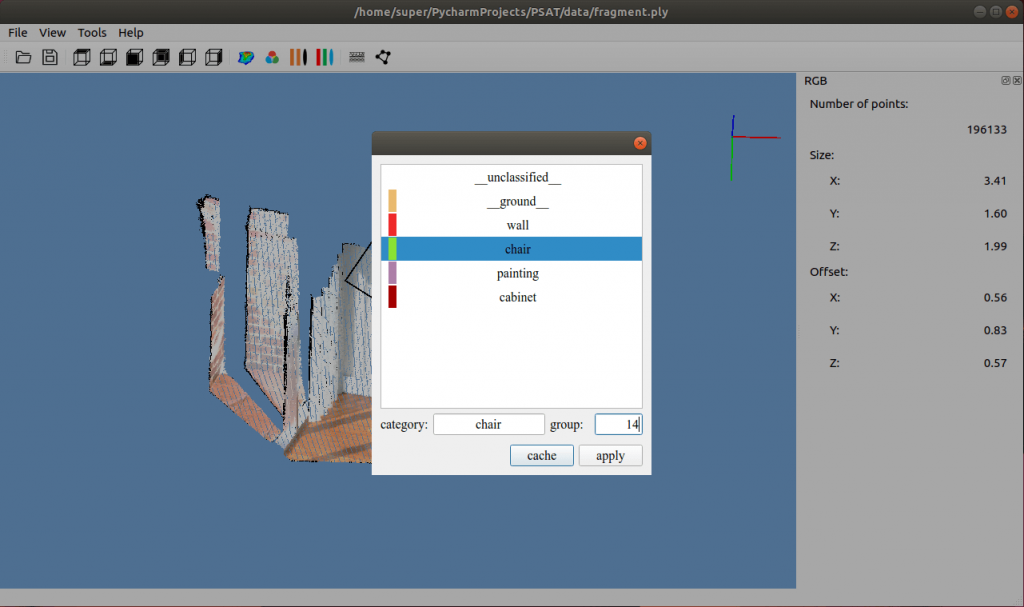 /home/super/PycharmProjects/PSAT/data/fragment.ply
File View Tools Help
RGB
Number of points:
196133
Size:
X: 3.41
Y: 1.60
Z: 1.99
Offset:
X: 0.56
Y: 0.83
Z: 0.57
__unclassified__
__ground__
wall
chair
painting
cabinet
category: chair group: 14
cache apply